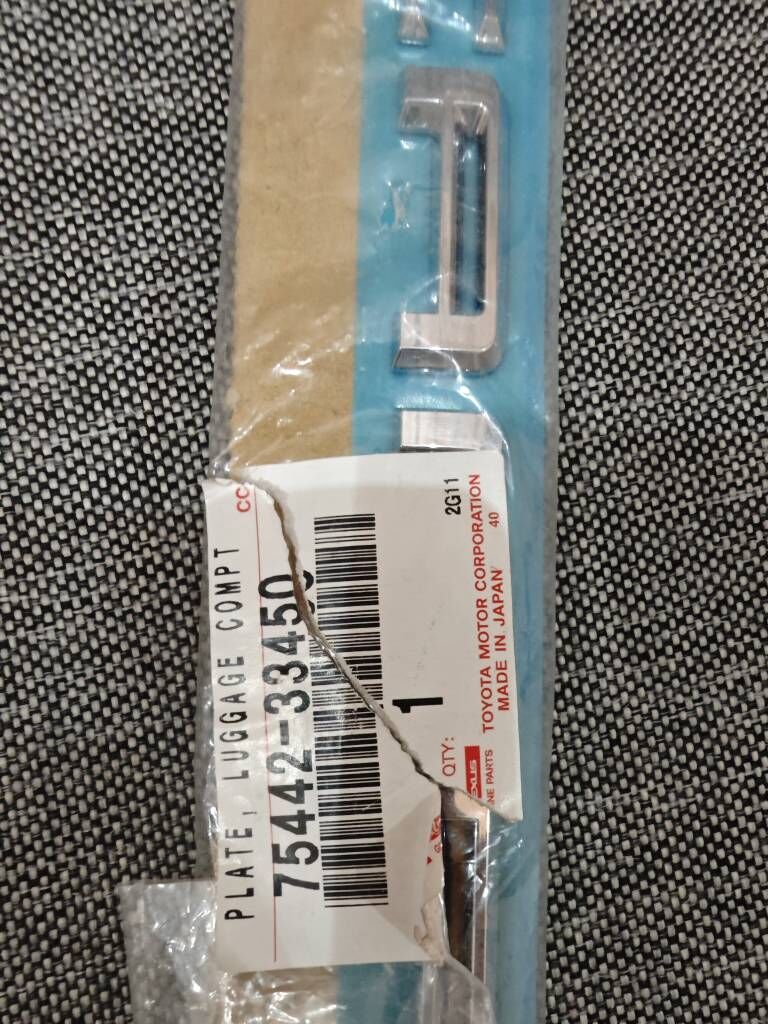 PLATE, LUGGAGE COMPT
75442-33450
QTY: 1
2G11
TOYOTA MOTOR CORPORATION
MADE IN JAPAN 40